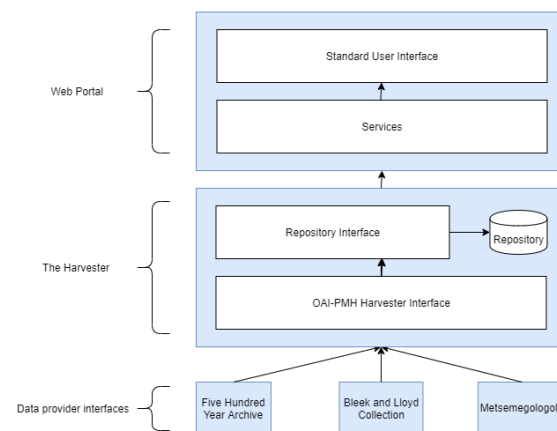 Standard User Interface
Web Portal
Services
Repository Interface
Repository
The Harvester
OAI-PMH Harvester Interface
Data provider interfaces
Five Hundred
Year Archive
Bleek and Lloyd
Collection
Metsemegologolo